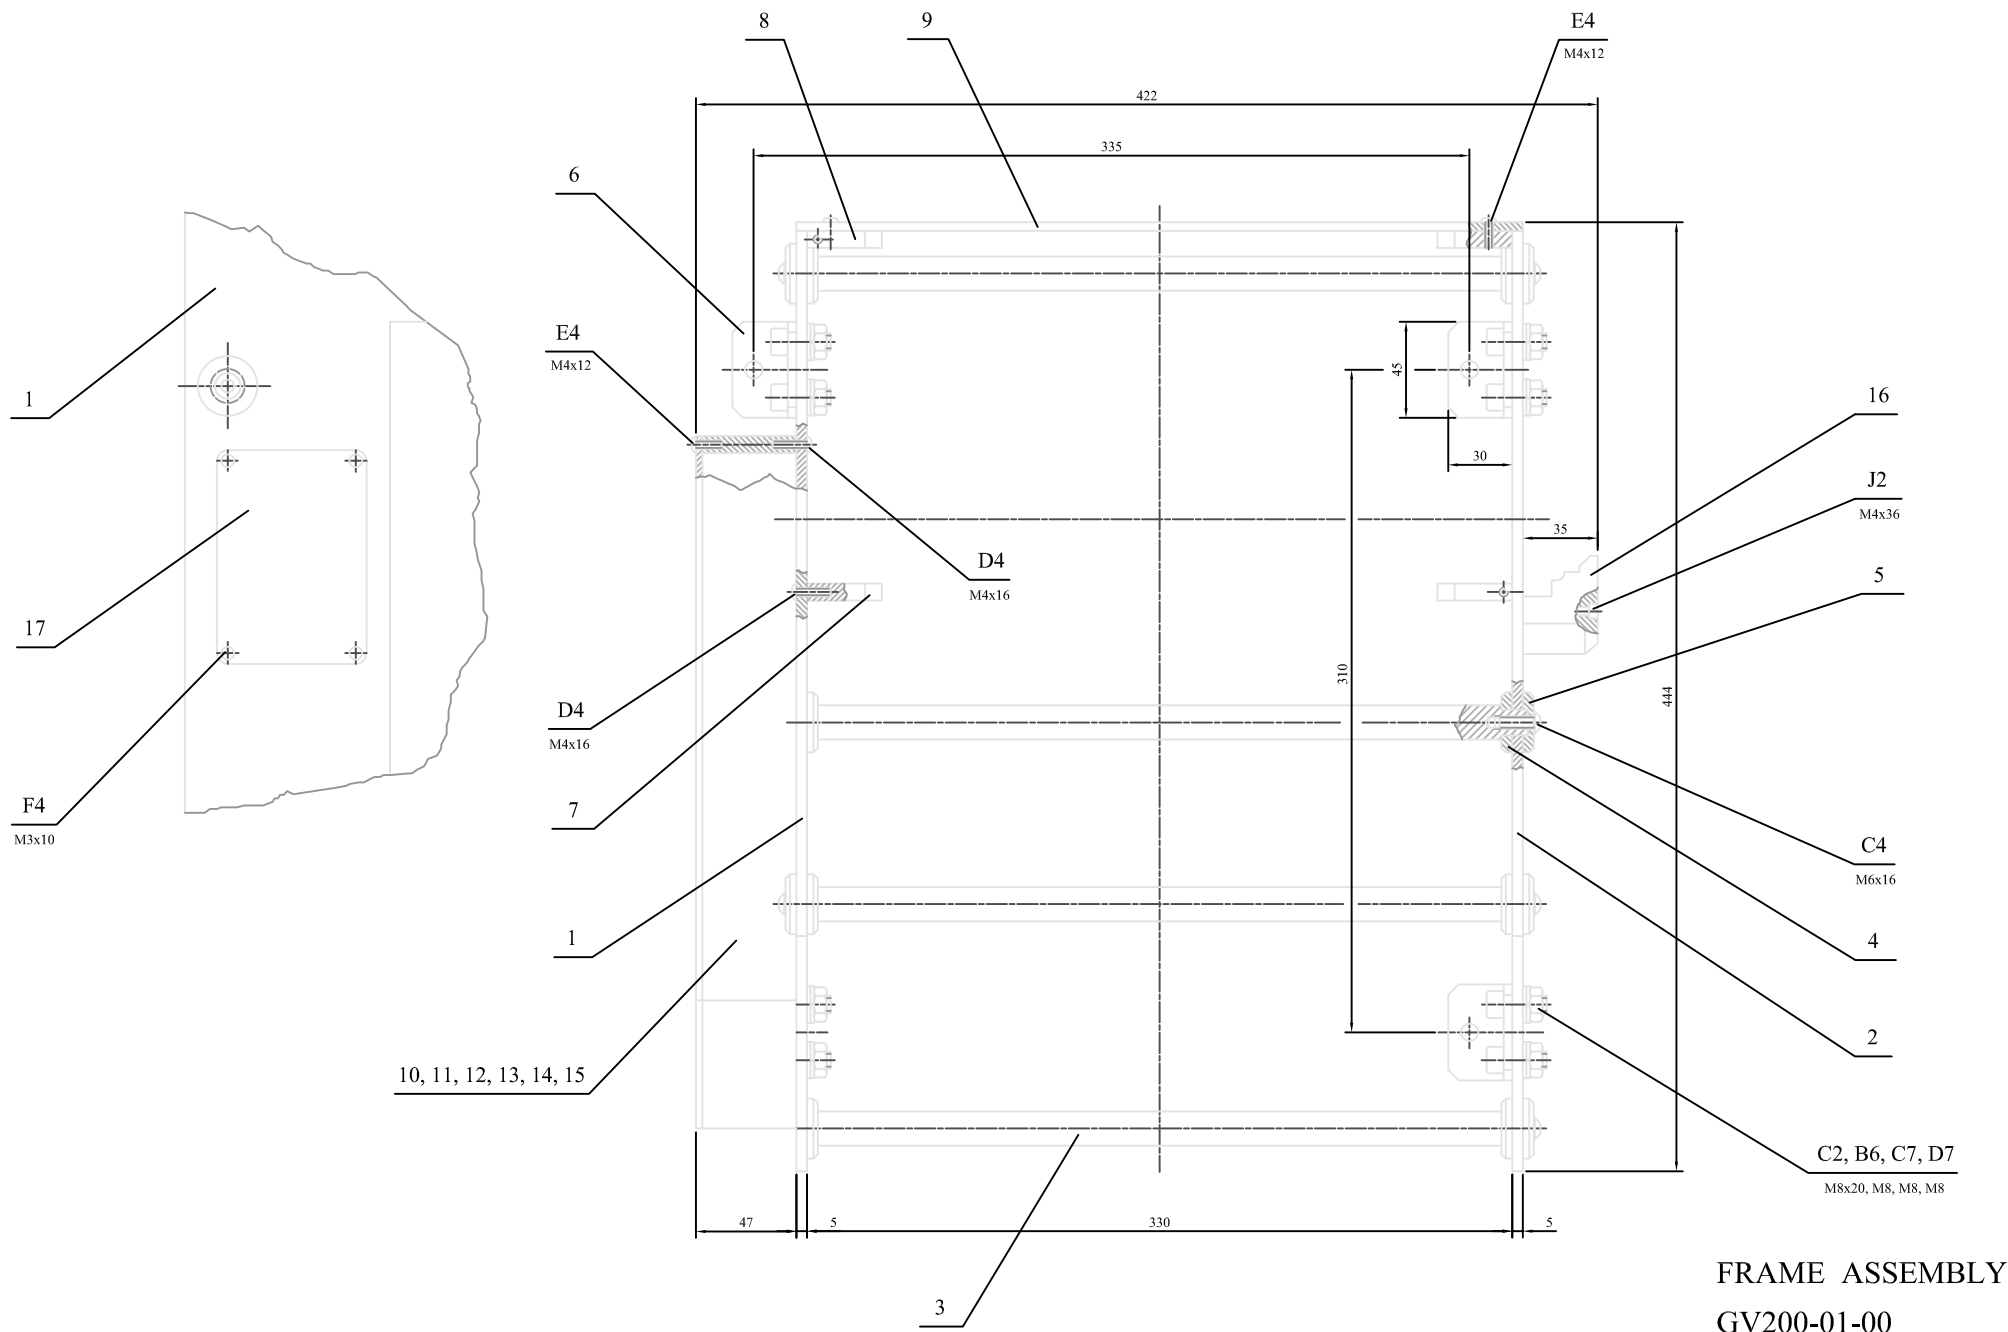 8
9
E4
M4x12
422
335
6
E4
M4x12
1
45
16
30
J2
M4x36
35
D4
M4x16
5
17
310
444
D4
M4x16
7
F4
M3x10
C4
M6x16
1
4
2
10, 11, 12, 13, 14, 15
C2, B6, C7, D7
M8x20, M8, M8, M8
47
5
330
5
3
FRAME ASSEMBLY
GV200-01-00